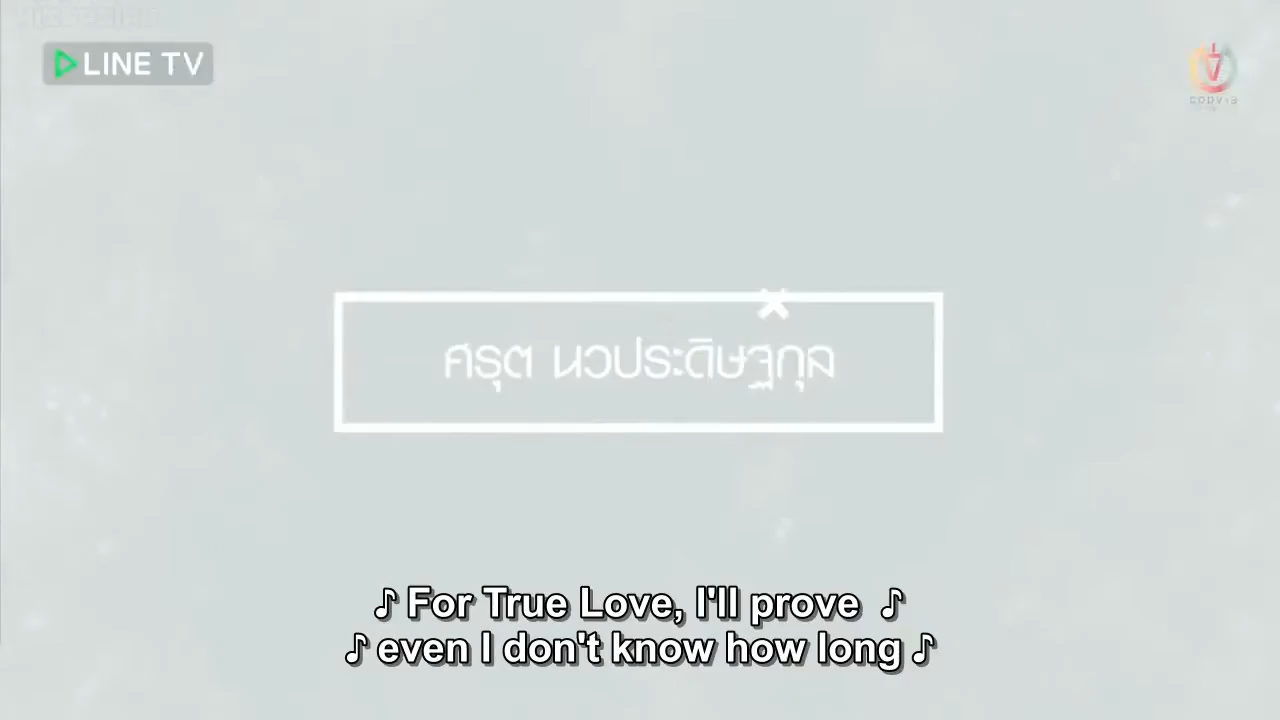 LINE TV
ศรุต นวประดิษฐกุล
♪ For True Love, I'll prove ♪
♪ even I don't know how long ♪